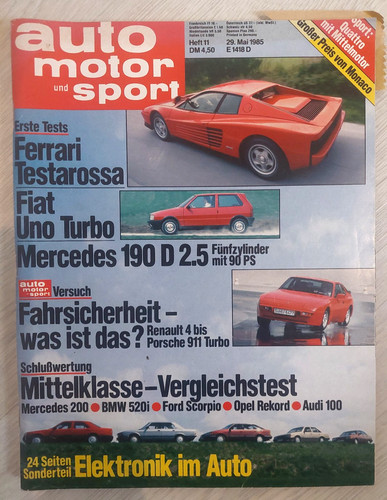 auto
motor
und sport
Heft 11
DM 4,50
29. Mai 1985
E 1418 D
Sport:
Quattro
mit Mittelmotor
Großer Preis von Monaco
Erste Tests
Ferrari
Testarossa
Fiat
Uno Turbo
Mercedes 190 D 2.5 Fünfzylinder
mit 90 PS
auto
motor
sport
Versuch
Fahrsicherheit –
was ist das? Renault 4 bis
Porsche 911 Turbo
Schlußwertung
Mittelklasse–Vergleichstest
Mercedes 200 ● BMW 520i ● Ford Scorpio ● Opel Rekord ● Audi 100
24 Seiten
Sonderteil Elektronik im Auto